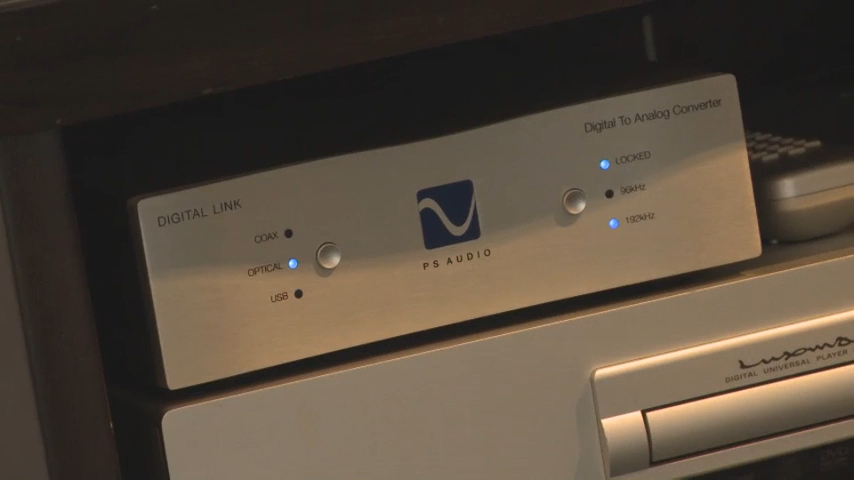 Digital To Analog Converter
DIGITAL LINK
COAX
OPTICAL
USB
PS AUDIO
LOCKED
96kHz
192kHz
DIGITAL UNIVERSAL PLAYER